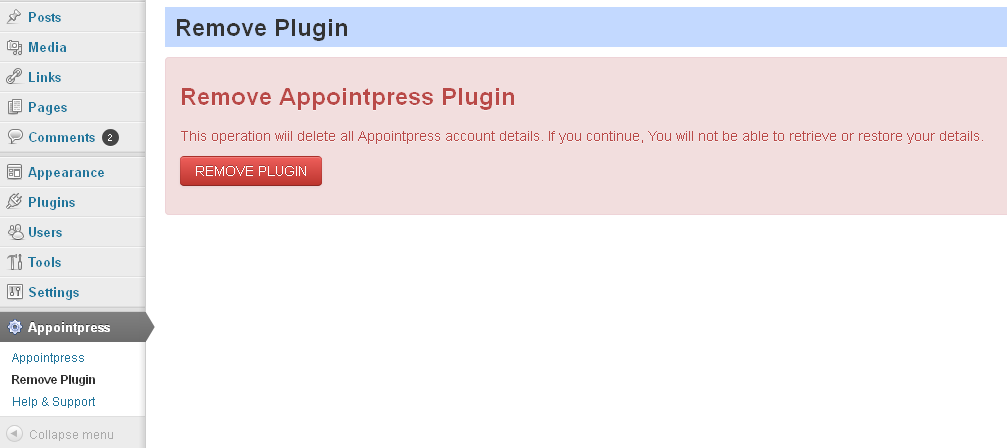 Posts
Media
Links
Pages
Comments 2
Appearance
Plugins
Users
Tools
Settings
Appointpress
Appointpress
Remove Plugin
Help & Support
Collapse menu
Remove Plugin
Remove Appointpress Plugin
This operation wiil delete all Appointpress account details. If you continue, You will not be able to retrieve or restore your details.
REMOVE PLUGIN